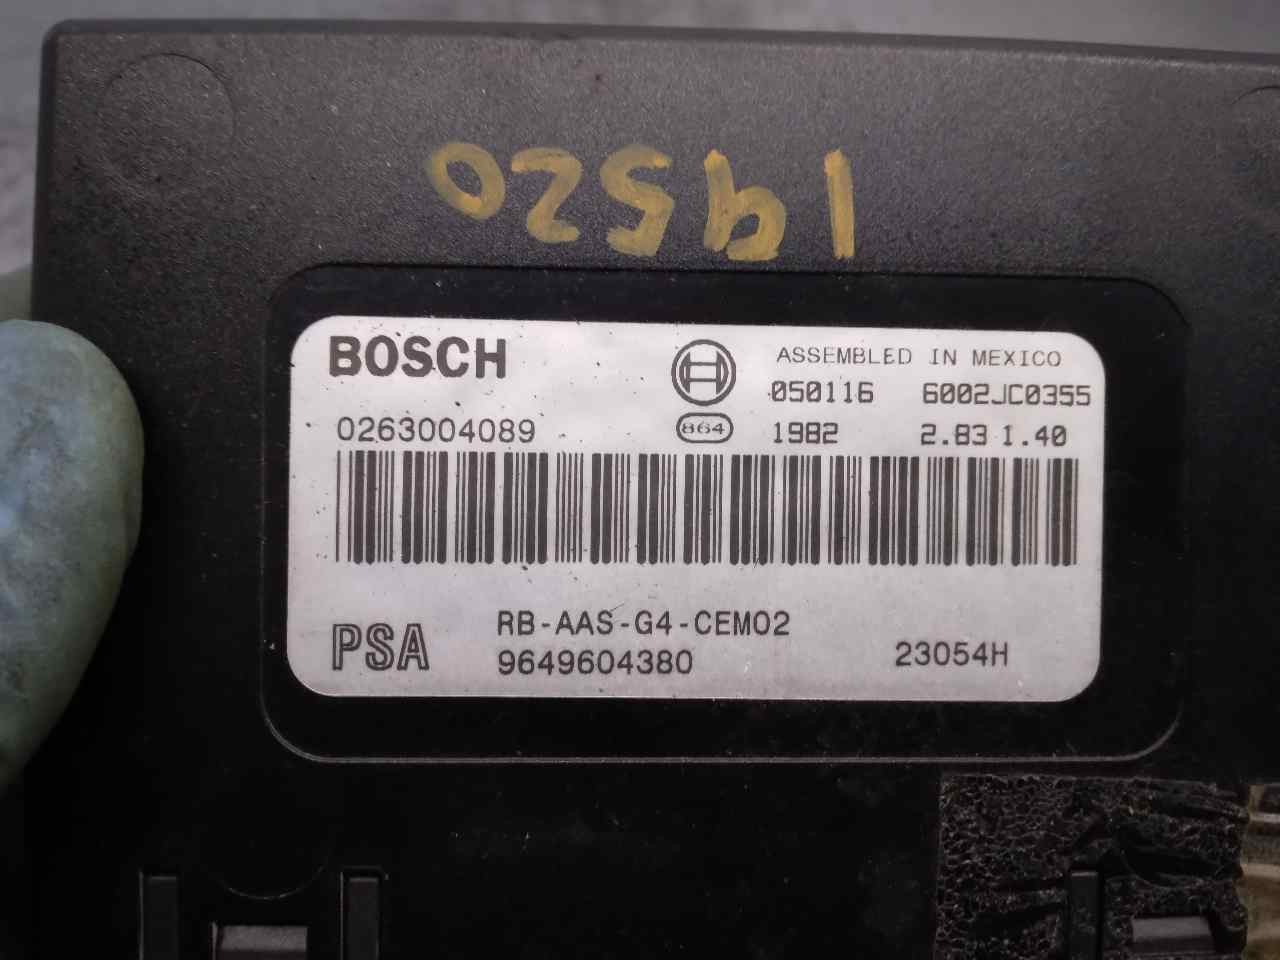 19520
BOSCH
ASSEMBLED IN MEXICO
050116 6002JC0355
0263004089
864
1982 2.83 1.40
RB-AAS-G4-CEM02
PSA
9649604380
23054H